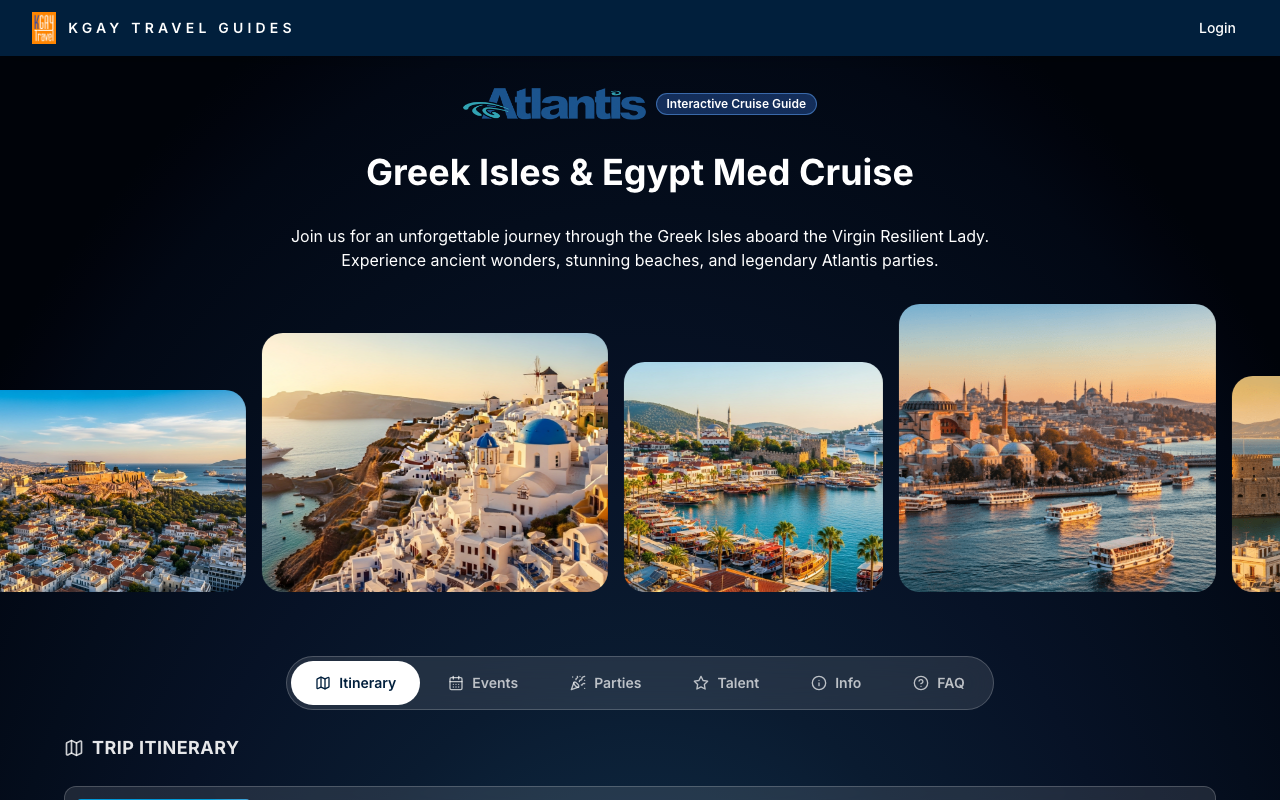 KGAY TRAVEL GUIDES
Login
Atlantis
Interactive Cruise Guide
Greek Isles & Egypt Med Cruise
Join us for an unforgettable journey through the Greek Isles aboard the Virgin Resilient Lady.
Experience ancient wonders, stunning beaches, and legendary Atlantis parties.
Itinerary
Events
Parties
Talent
Info
FAQ
TRIP ITINERARY